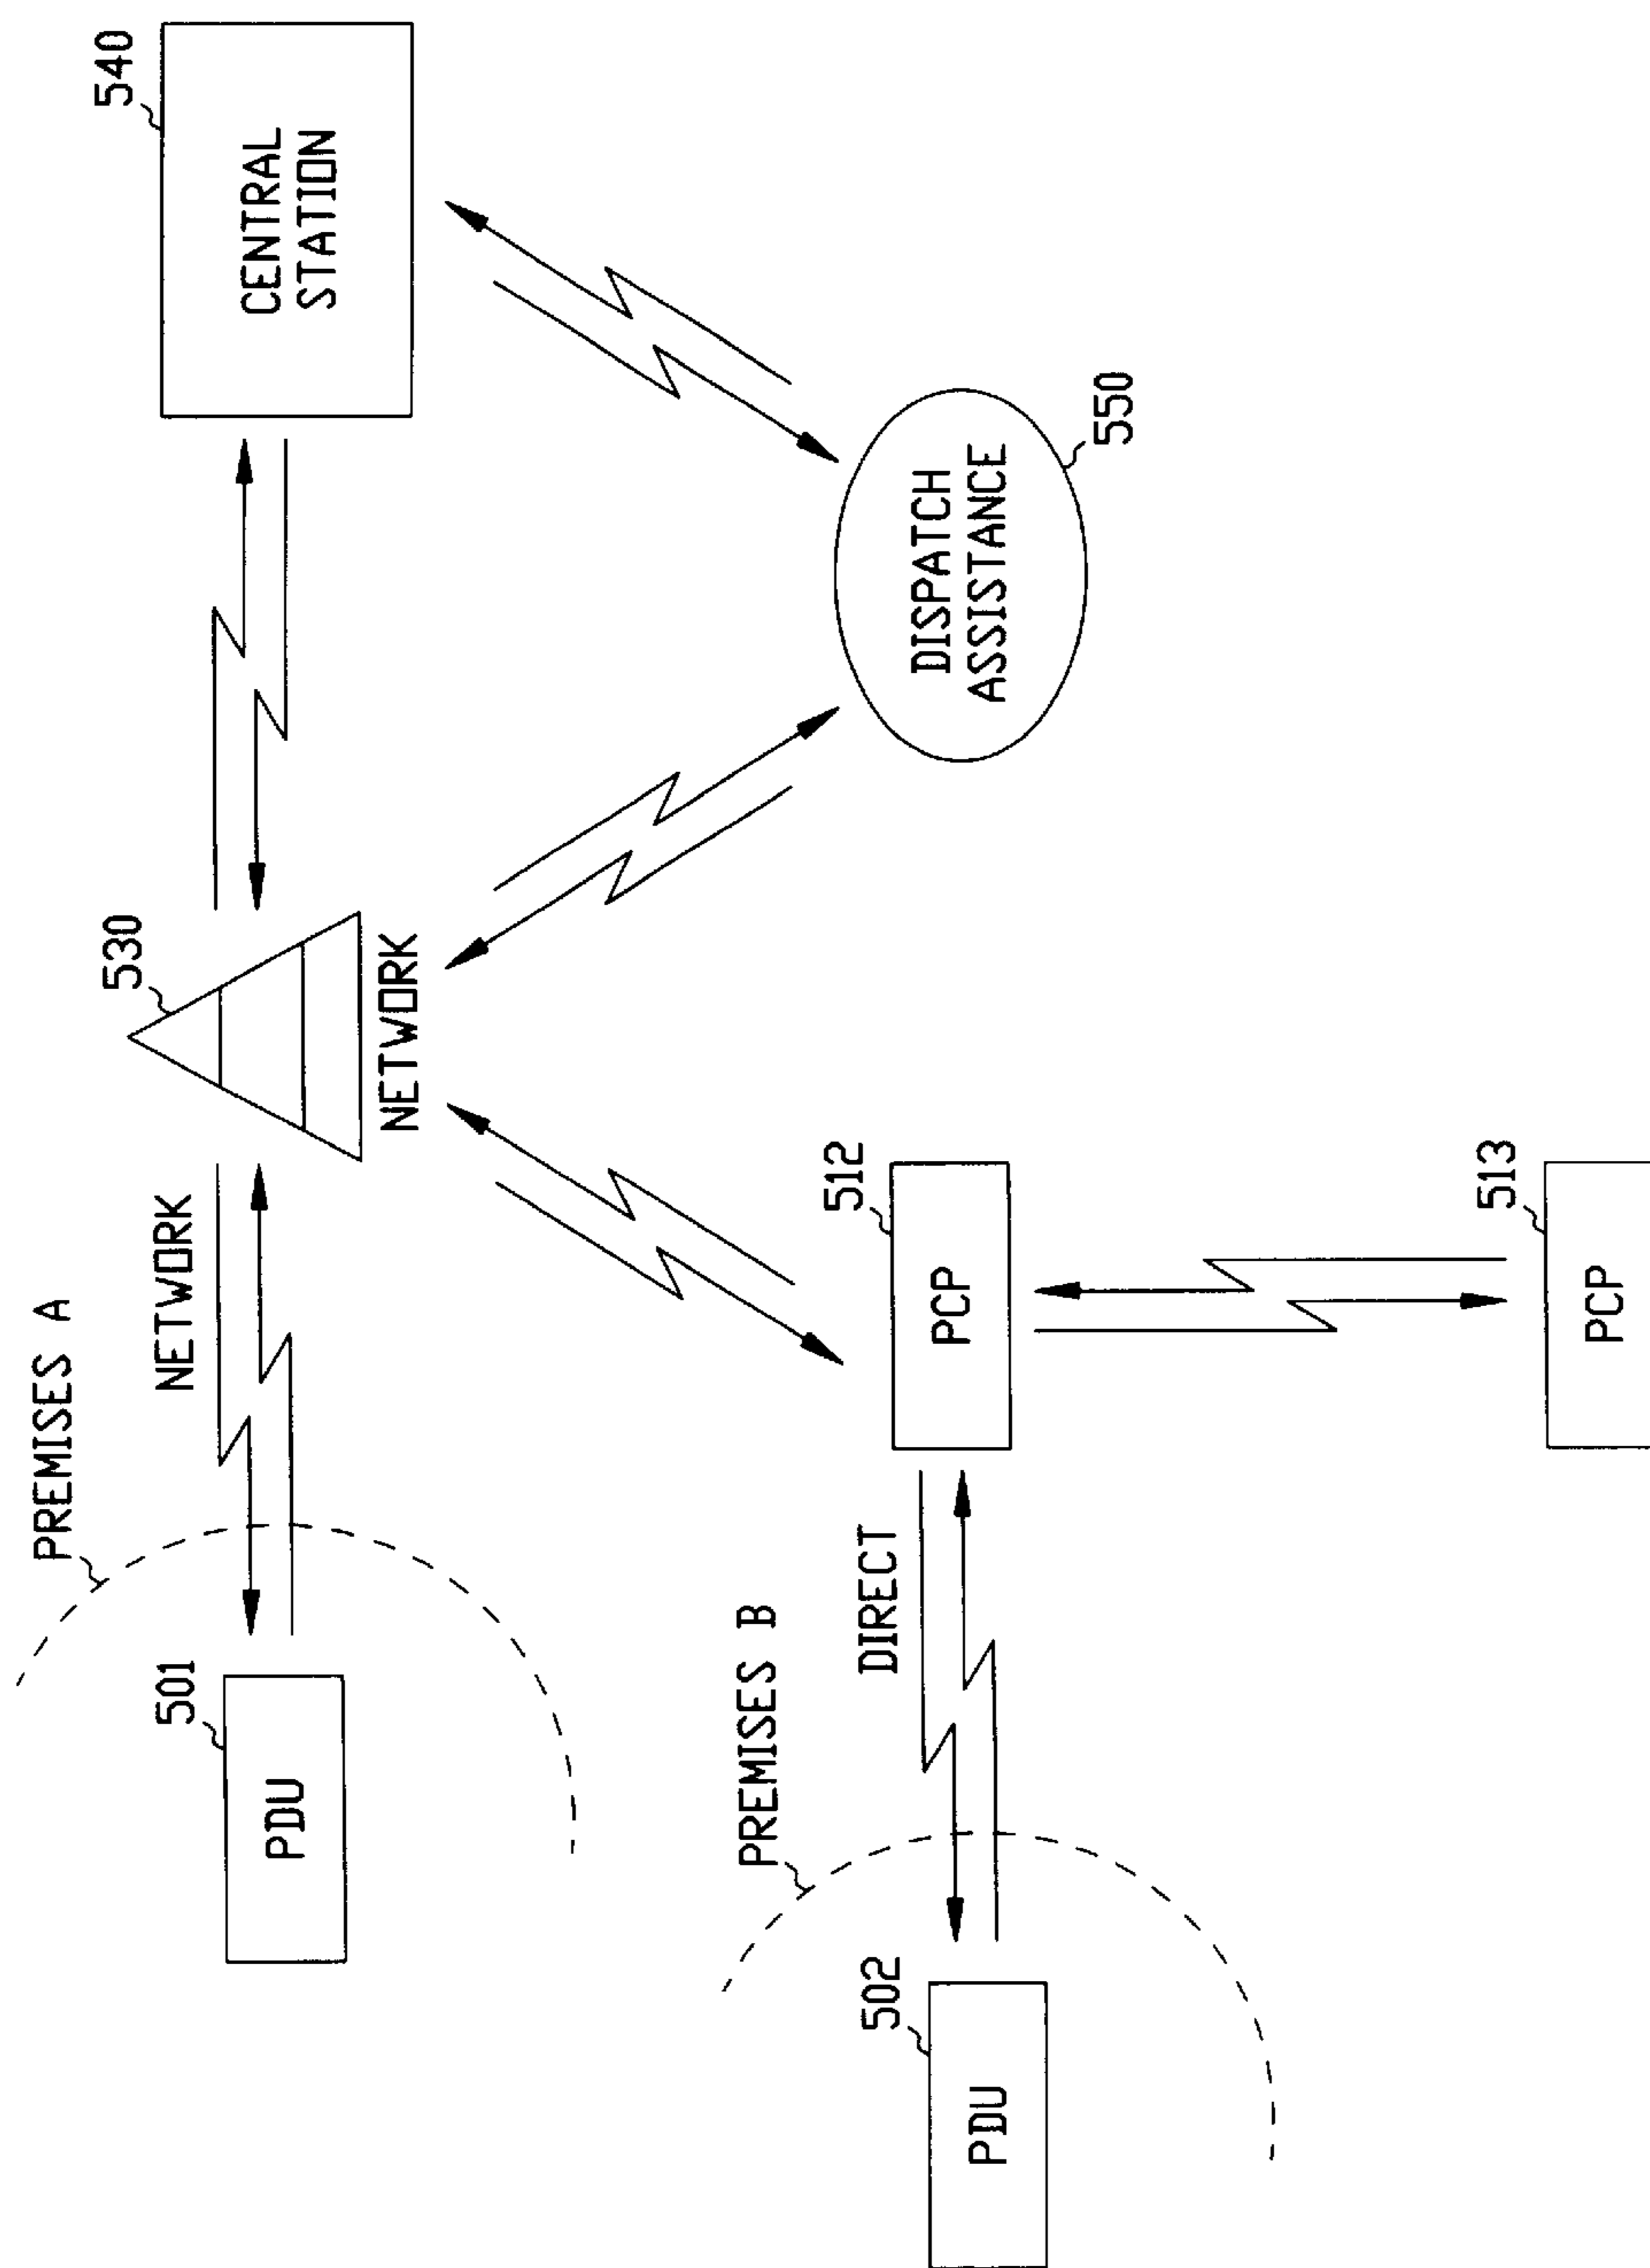 PREMISES A
501
PDU
NETWORK
530
NETWORK
540
CENTRAL
STATION
PREMISES B
502
PDU
DIRECT
512
PCP
DISPATCH
ASSISTANCE
550
513
PCP